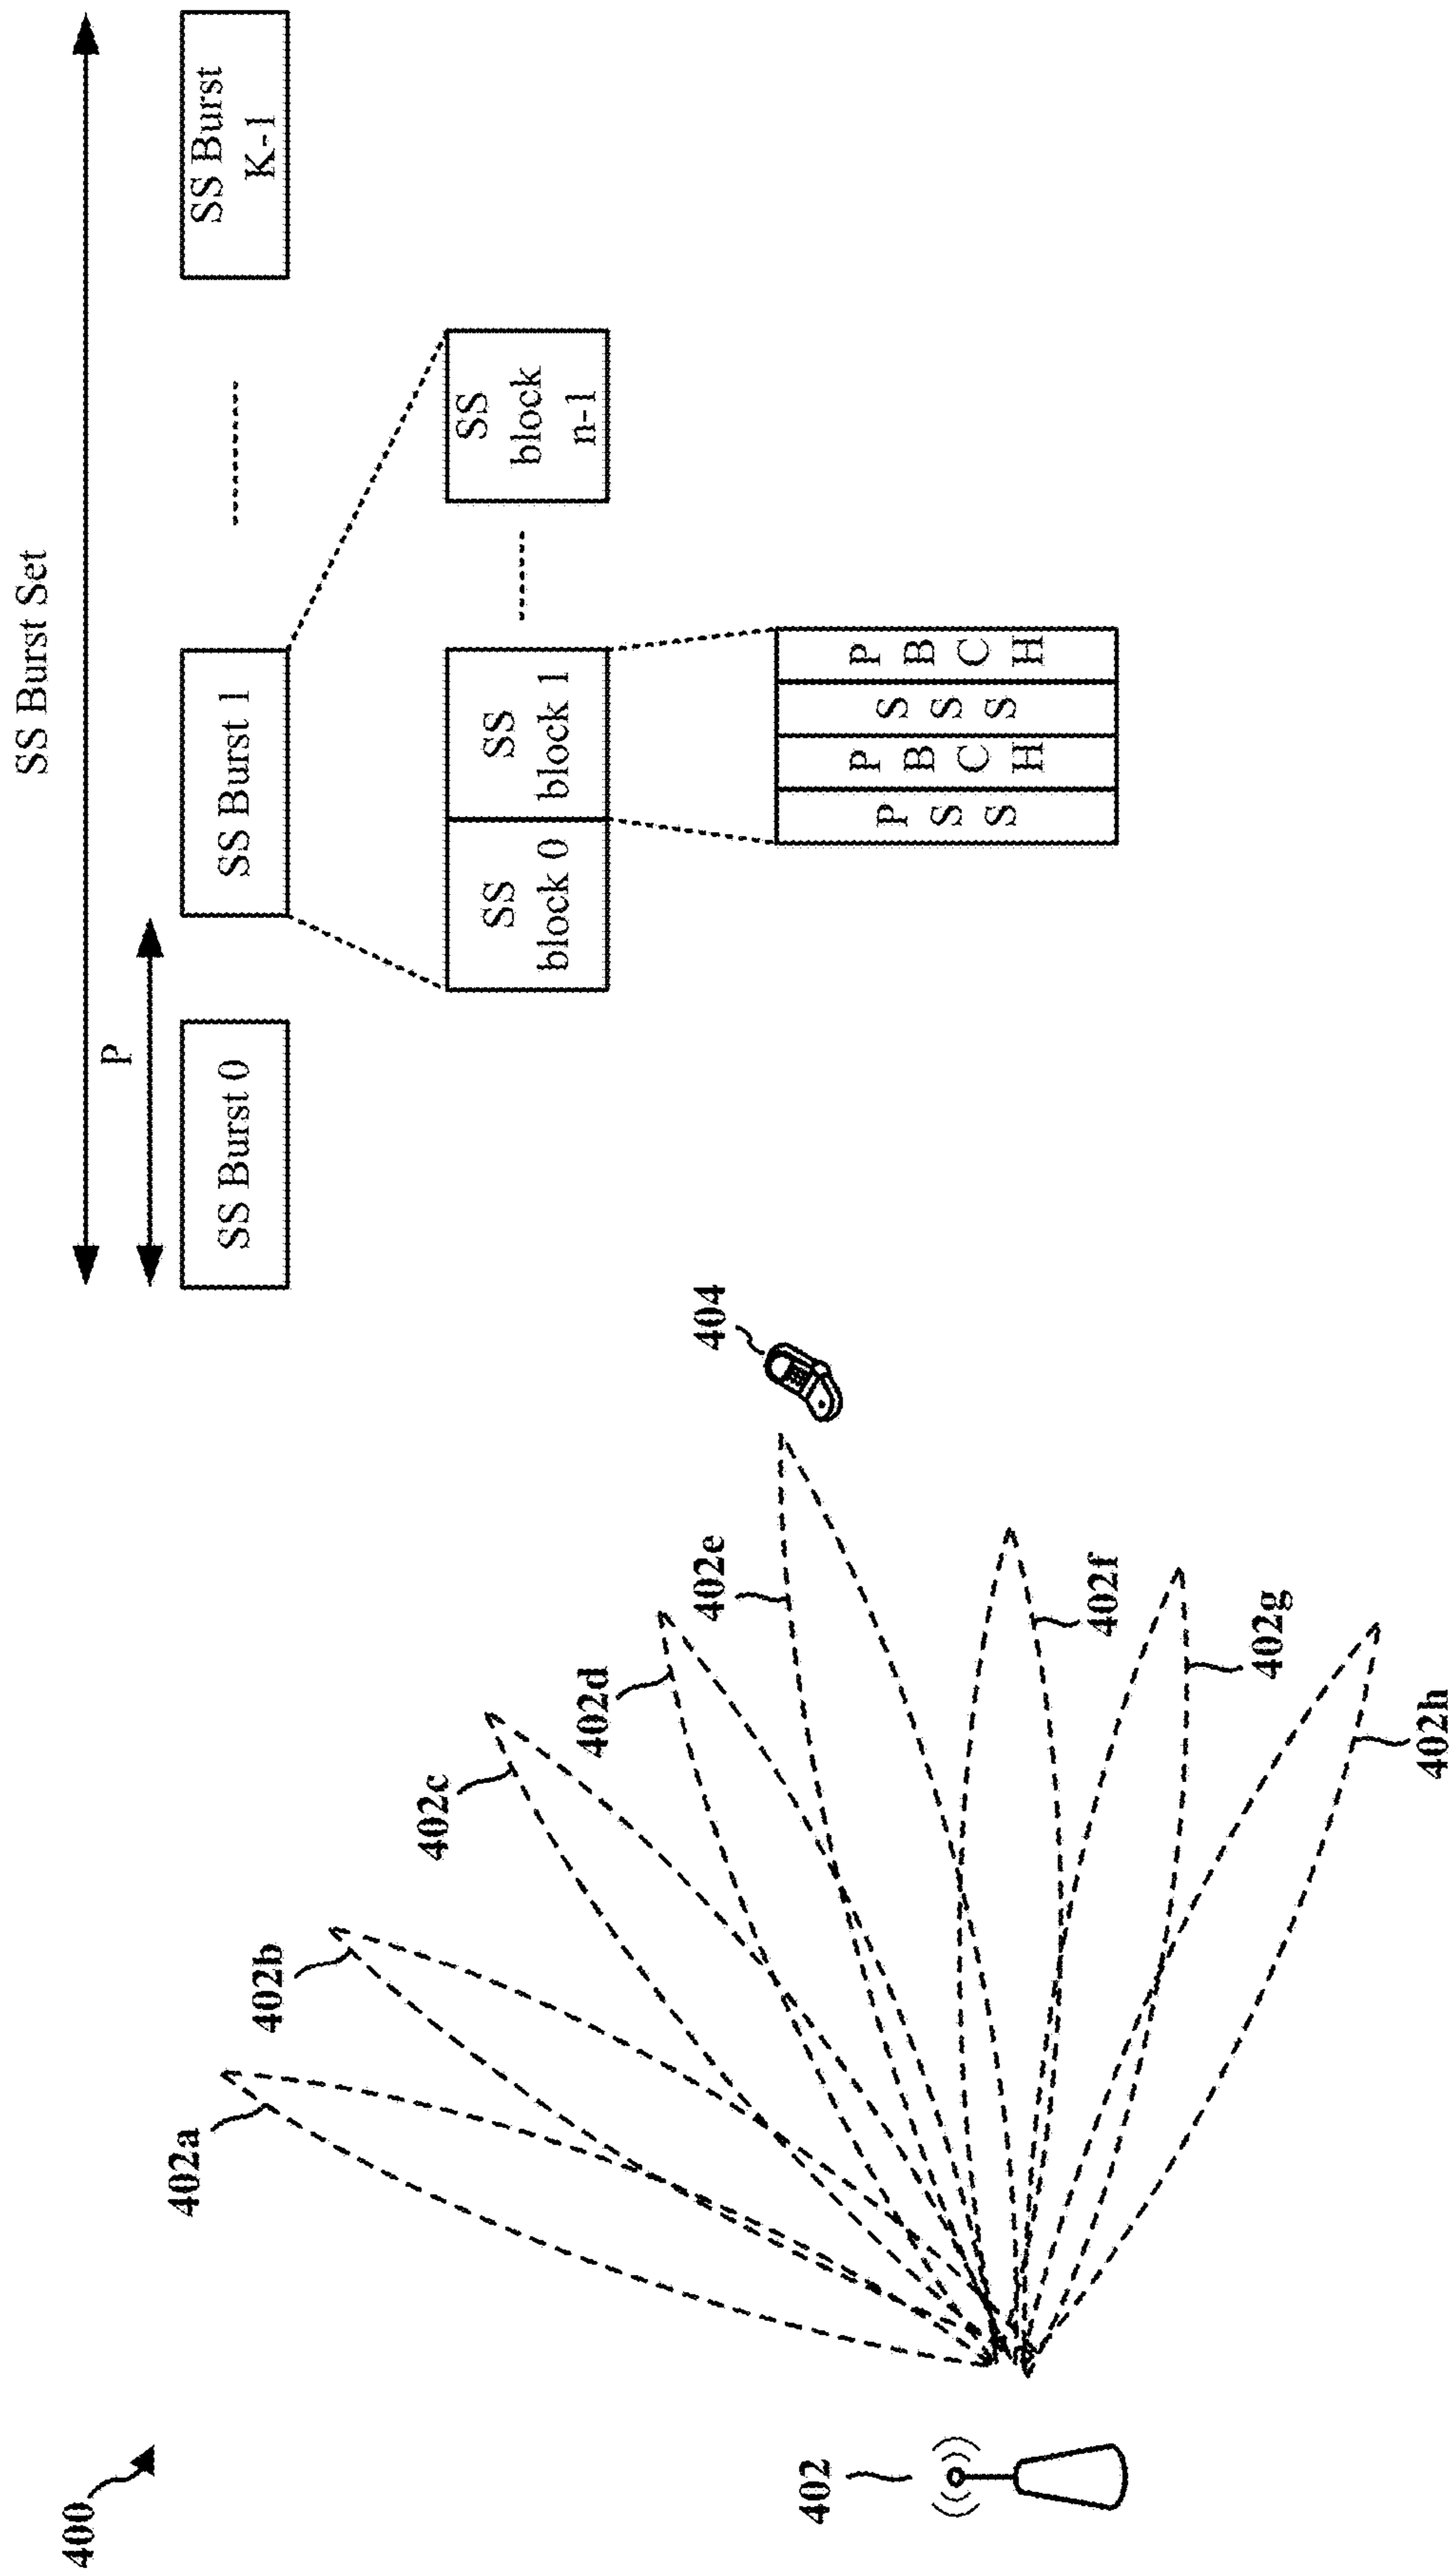 400
402
402a
402b
402c
402d
402e
402f
402g
402h
404
SS Burst Set
P
SS Burst 0
SS Burst 1
SS Burst
K-1
SS
block 0
SS
block 1
SS
block
n-1
P
S
S
P
B
C
H
S
S
S
P
B
C
H